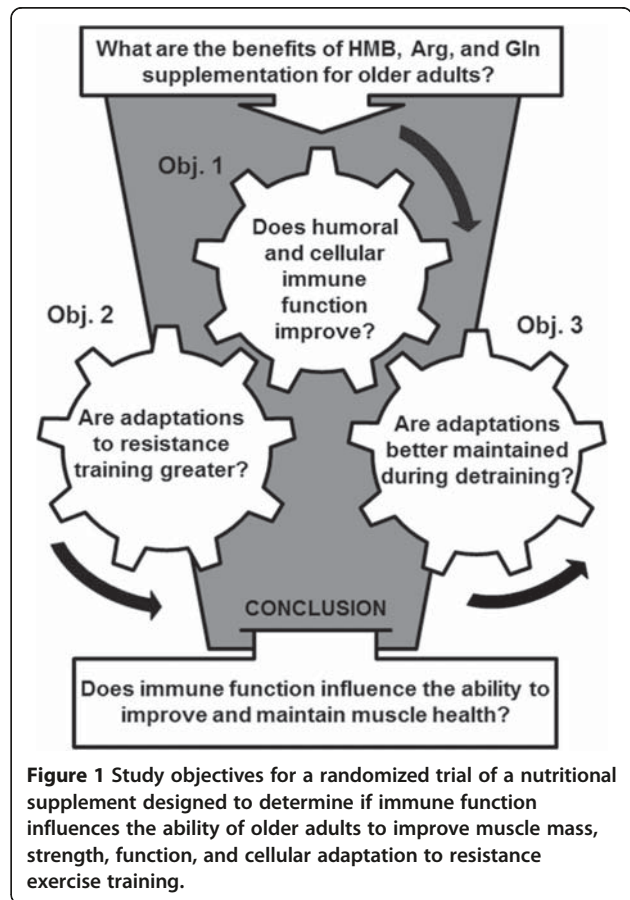 What are the benefits of HMB, Arg, and Gln
supplementation for older adults?
Obj. 1
Does humoral
and cellular
immune
function
improve?
Obj. 2
Are adaptations
to resistance
training greater?
Obj. 3
Are adaptations
better maintained
during detraining?
CONCLUSION
Does immune function influence the ability to
improve and maintain muscle health?
Figure 1 Study objectives for a randomized trial of a nutritional
supplement designed to determine if immune function
influences the ability of older adults to improve muscle mass,
strength, function, and cellular adaptation to resistance
exercise training.